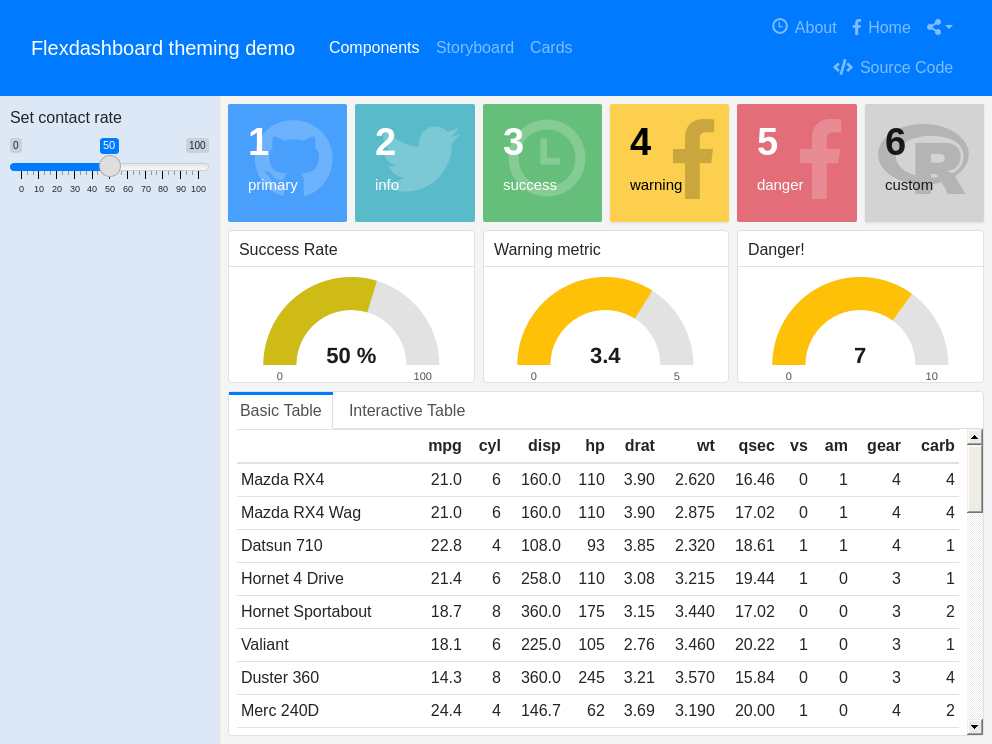 Flexdashboard theming demo
Components Storyboard Cards
About Home
Source Code
Set contact rate
0 50 100
0 10 20 30 40 50 60 70 80 90 100
1 2 3 4 5 6
primary info success warning danger custom
Success Rate Warning metric Danger!
50 % 3.4 7
0 100 0 5 0 10
Basic Table Interactive Table
mpg cyl disp hp drat wt qsec vs am gear carb
Mazda RX4 21.0 6 160.0 110 3.90 2.620 16.46 0 1 4 4
Mazda RX4 Wag 21.0 6 160.0 110 3.90 2.875 17.02 0 1 4 4
Datsun 710 22.8 4 108.0 93 3.85 2.320 18.61 1 1 4 1
Hornet 4 Drive 21.4 6 258.0 110 3.08 3.215 19.44 1 0 3 1
Hornet Sportabout 18.7 8 360.0 175 3.15 3.440 17.02 0 0 3 2
Valiant 18.1 6 225.0 105 2.76 3.460 20.22 1 0 3 1
Duster 360 14.3 8 360.0 245 3.21 3.570 15.84 0 0 3 4
Merc 240D 24.4 4 146.7 62 3.69 3.190 20.00 1 0 4 2